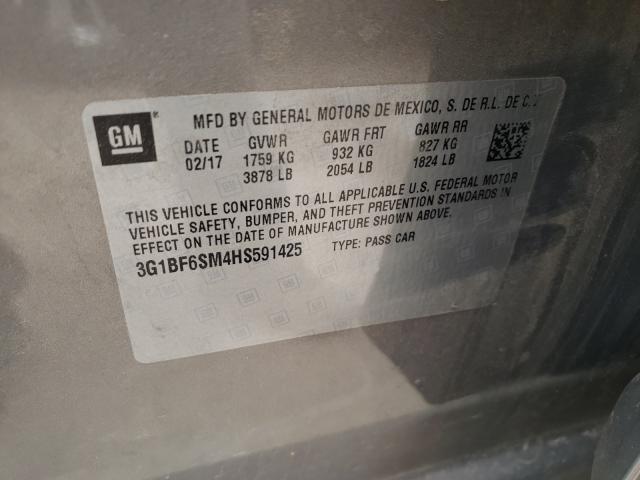 GM
MFD BY GENERAL MOTORS DE MEXICO, S. DE R.L. DE C.
DATE GVWR GAWR FRT GAWR RR
02/17 1759 KG 932 KG 827 KG
3878 LB 2054 LB 1824 LB
THIS VEHICLE CONFORMS TO ALL APPLICABLE U.S. FEDERAL MOTOR
VEHICLE SAFETY, BUMPER, AND THEFT PREVENTION STANDARDS IN
EFFECT ON THE DATE OF MANUFACTURE SHOWN ABOVE.
3G1BF6SM4HS591425 TYPE: PASS CAR